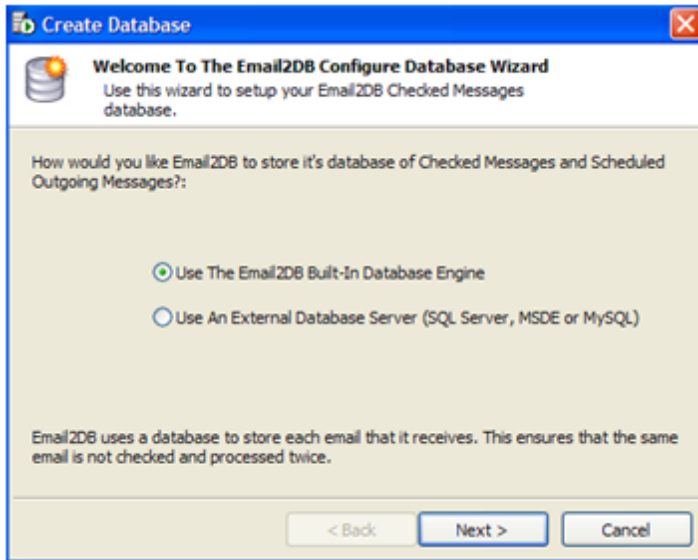 Create Database
Welcome To The Email2DB Configure Database Wizard
Use this wizard to setup your Email2DB Checked Messages
database.
How would you like Email2DB to store it's database of Checked Messages and Scheduled
Outgoing Messages?:
Use The Email2DB Built-In Database Engine
Use An External Database Server (SQL Server, MSDE or MySQL)
Email2DB uses a database to store each email that it receives. This ensures that the same
email is not checked and processed twice.
< Back Next > Cancel